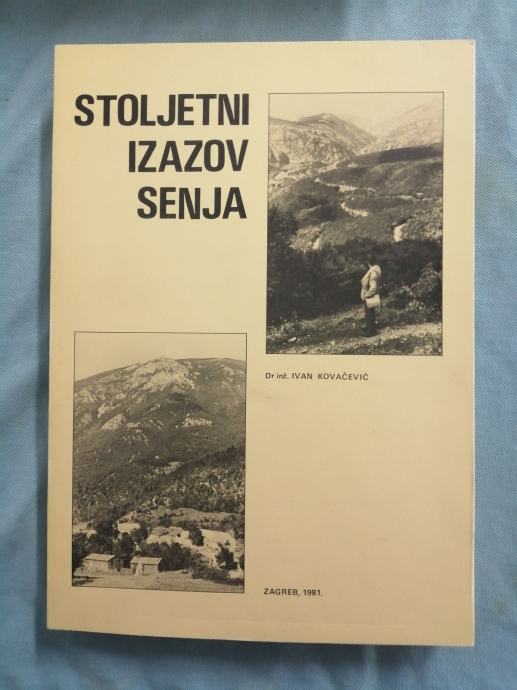 STOLJETNI
IZAZOV
SENJA
Dr inž. IVAN KOVAČEVIĆ
ZAGREB, 1981.